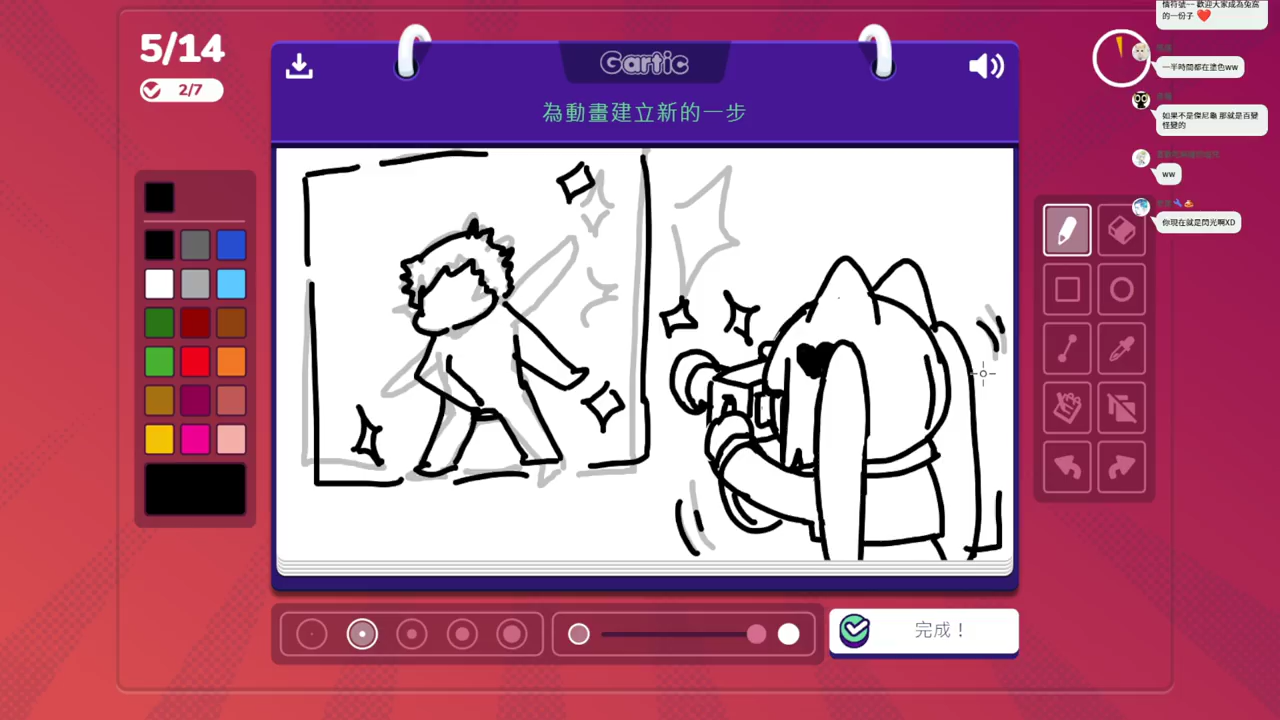 5/14
2/7
Gartic
為動畫建立新的一步
完成！
情符號~~ 歡迎大家成為兔窩
的一份子 ❤️
一半時間都在塗色ww
如果不是傑尼龜 那就是百變
怪變的
ww
你現在就是閃光啊XD